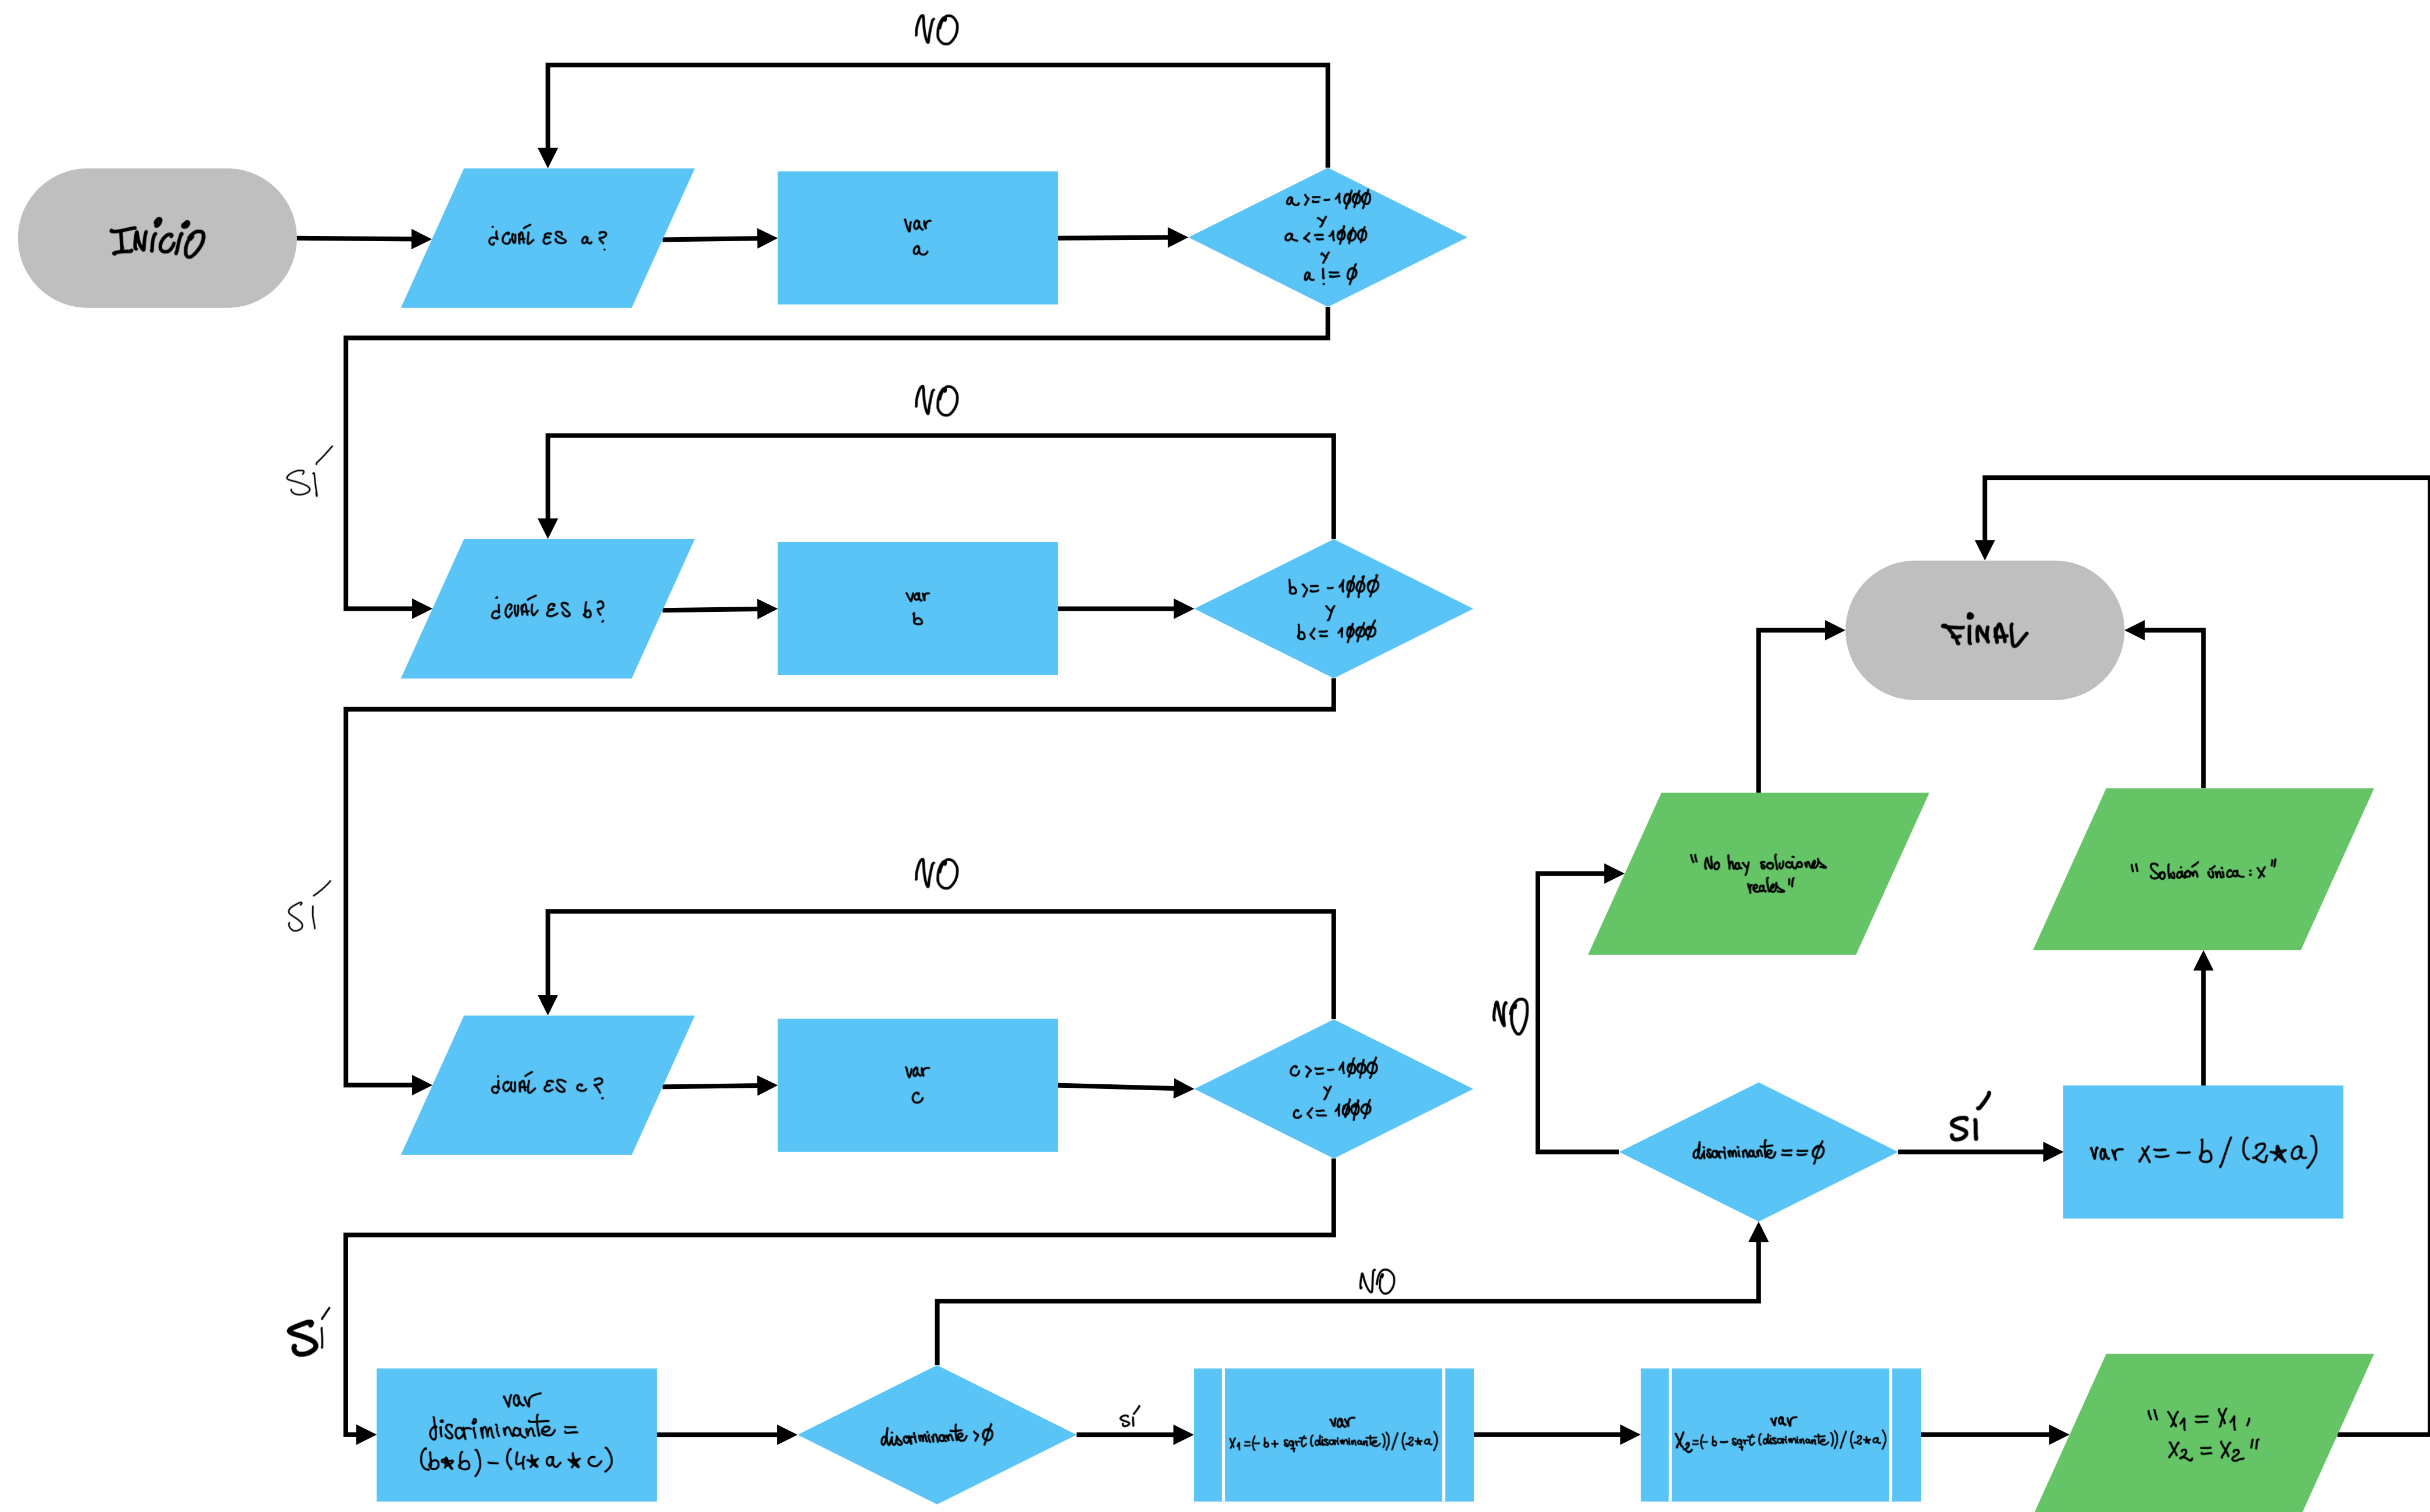 NO
INICIO
¿CUÁL ES a?
var
a
a >= -1000
y
a <= 1000
y
a != 0
SÍ
NO
¿CUÁL ES b?
var
b
b >= -1000
y
b <= 1000
SÍ
NO
¿CUÁL ES c?
var
c
c >= -1000
y
c <= 1000
SÍ
var
discriminante =
(b*b) - (4*a*c)
discriminante > 0
NO
SÍ
var
X1 = (-b + sqrt(discriminante)) / (2*a)
var
X2 = (-b - sqrt(discriminante)) / (2*a)
" X1 = X1,
X2 = X2 "
discriminante == 0
NO
"No hay soluciones
reales"
SÍ
var x = -b / (2*a)
"Solución única: x"
FINAL